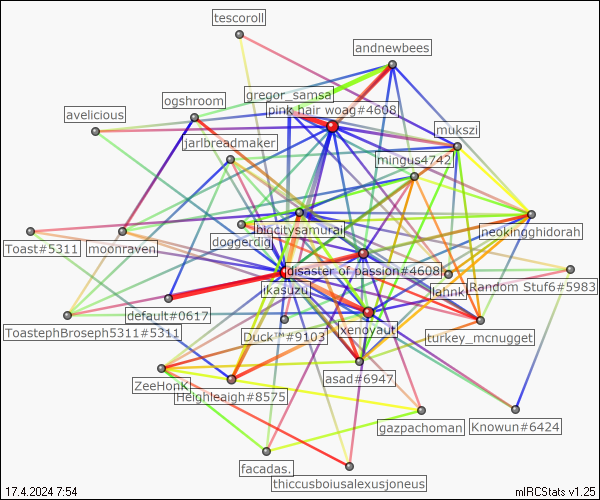 tescoroll
andnewbees
gregor_samsa
ogshroom
pink hair woag#4608
avelicious
mukszi
jarlbreadmaker
mingus4742
biocitysamurai
neokingghidorah
doggerdig
Toast#5311
moonraven
disaster of passion#4608
ikasuzu
lahnk
Random Stuf6#5983
default#0617
ToastephBroseph5311#5311
xenoyaut
Duck™#9103
turkey_mcnugget
asad#6947
ZeeHonk
Heighleaigh#8575
gazpachoman
Knowun#6424
facadas.
thiccusboiusalexusjoneus
17.4.2024 7:54
mIRCStats v1.25